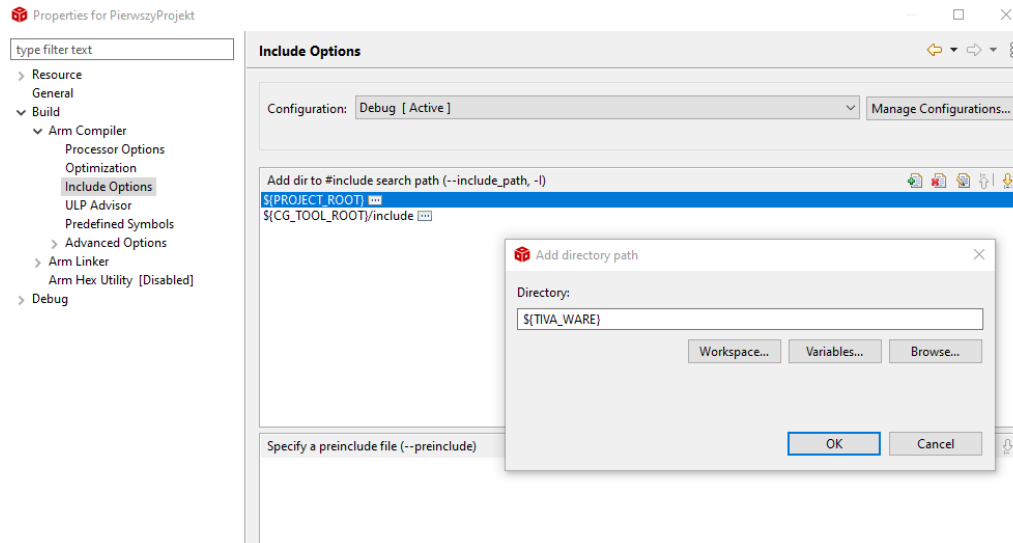 Properties for PierwszyProjekt
type filter text
Resource
General
Build
Arm Compiler
Processor Options
Optimization
Include Options
ULP Advisor
Predefined Symbols
Advanced Options
Arm Linker
Arm Hex Utility [Disabled]
Debug
Include Options
Configuration: Debug [ Active ] Manage Configurations...
Add dir to #include search path (--include_path, -I)
${PROJECT_ROOT}
${CG_TOOL_ROOT}/include
Add directory path
Directory:
${TIVA_WARE}
Workspace... Variables... Browse...
OK Cancel
Specify a preinclude file (--preinclude)